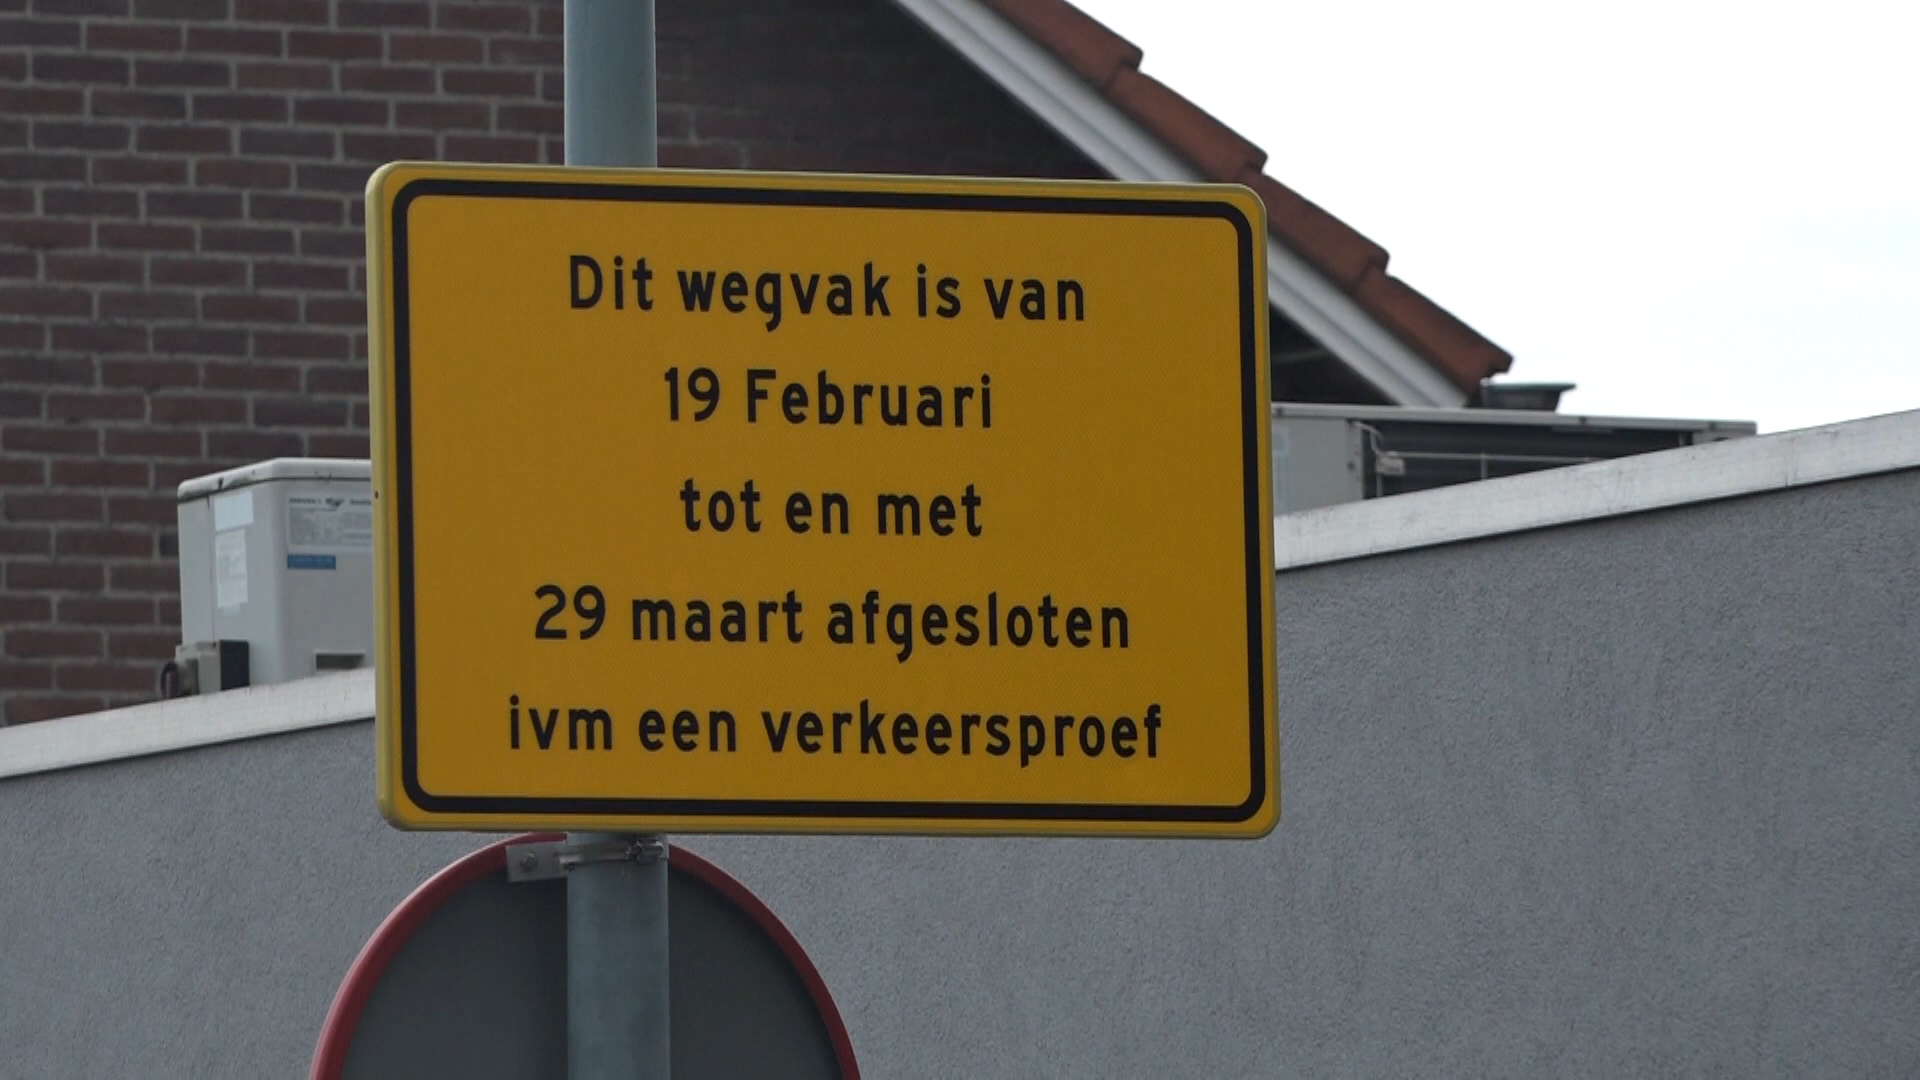 Dit wegvak is van
19 Februari
tot en met
29 maart afgesloten
ivm een verkeersproef